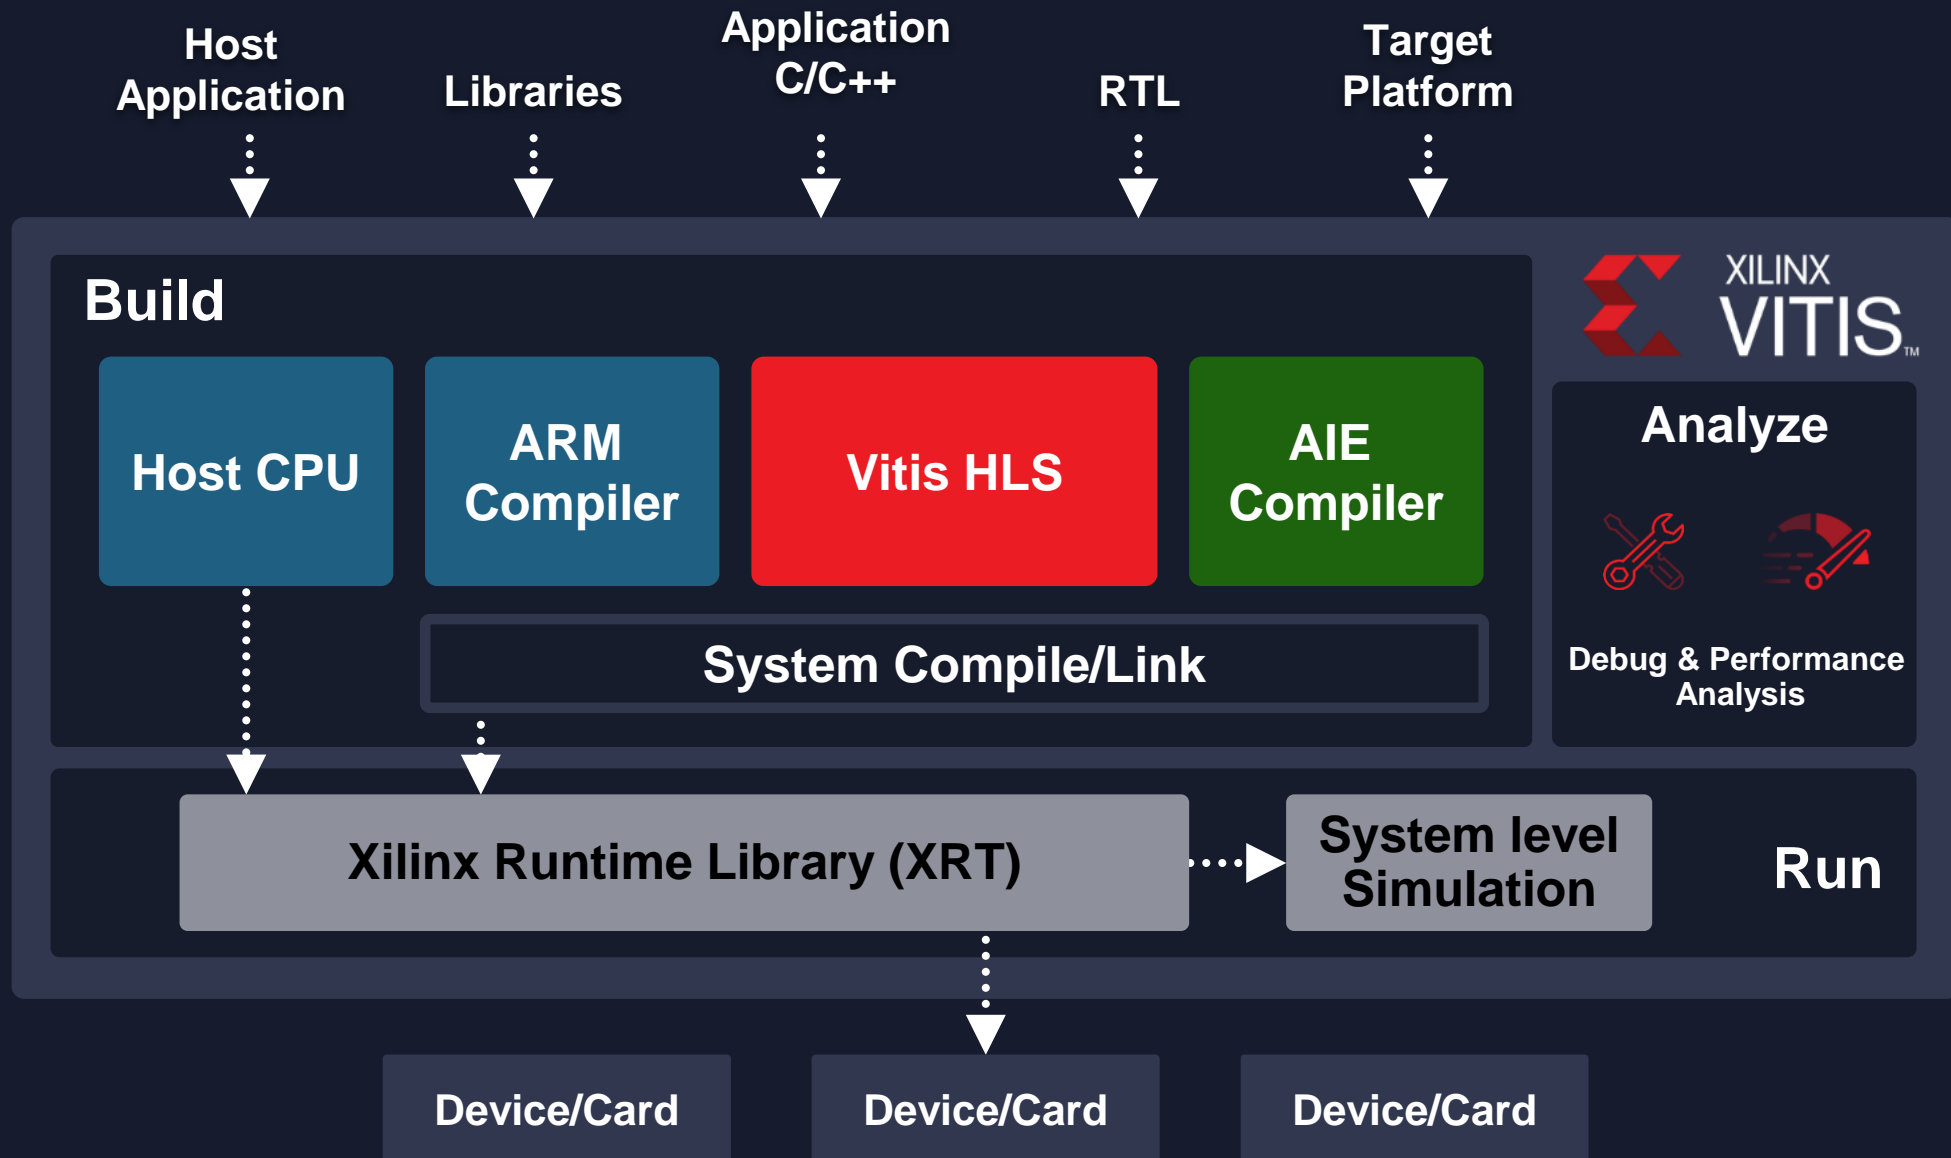 Host
Application
Libraries
Application
C/C++
RTL
Target
Platform
Build
XILINX
VITIS™
Host CPU
ARM
Compiler
Vitis HLS
AIE
Compiler
System Compile/Link
Analyze
Debug & Performance
Analysis
Xilinx Runtime Library (XRT)
System level
Simulation
Run
Device/Card
Device/Card
Device/Card